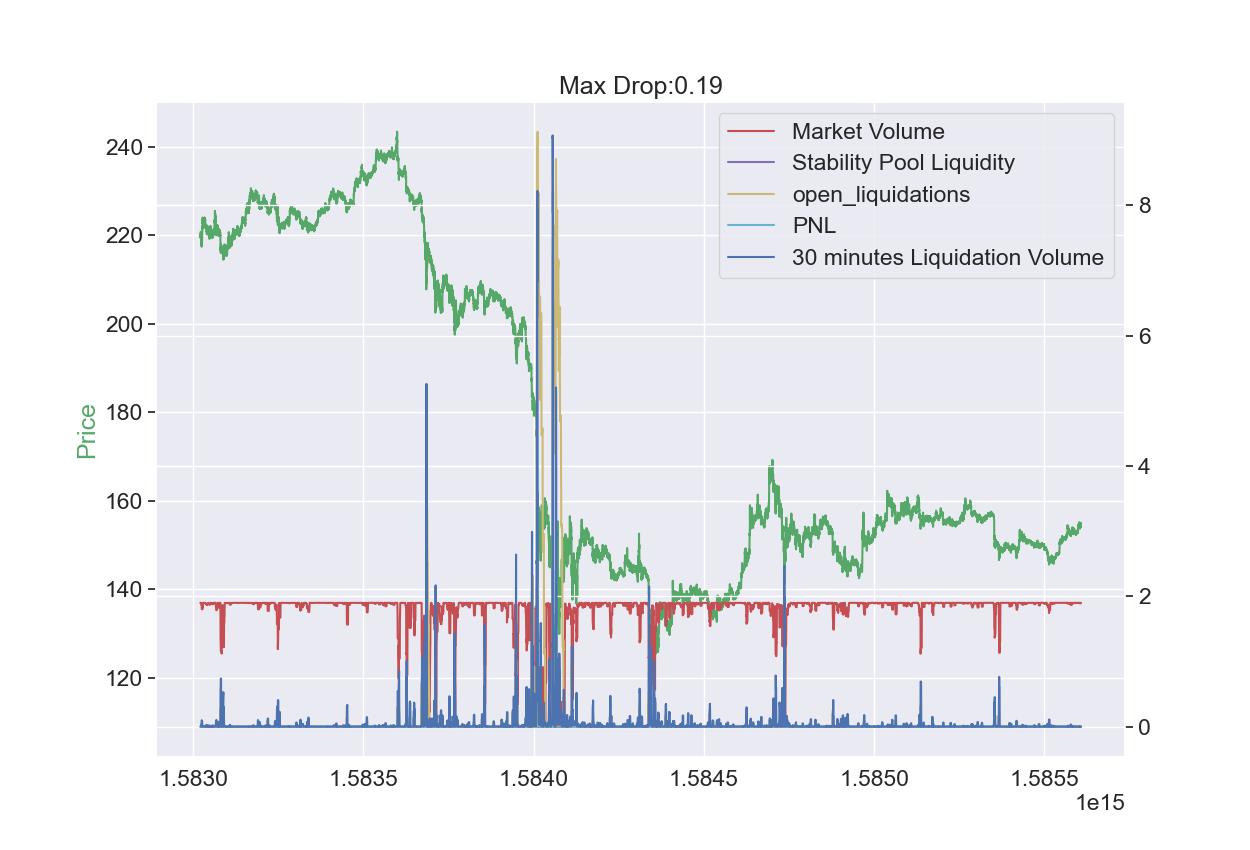 Max Drop:0.19
Market Volume
Stability Pool Liquidity
open_liquidations
PNL
30 minutes Liquidation Volume
Price
240
220
200
180
160
140
120
8
6
4
2
0
1.5830 1.5835 1.5840 1.5845 1.5850 1.5855
1e15